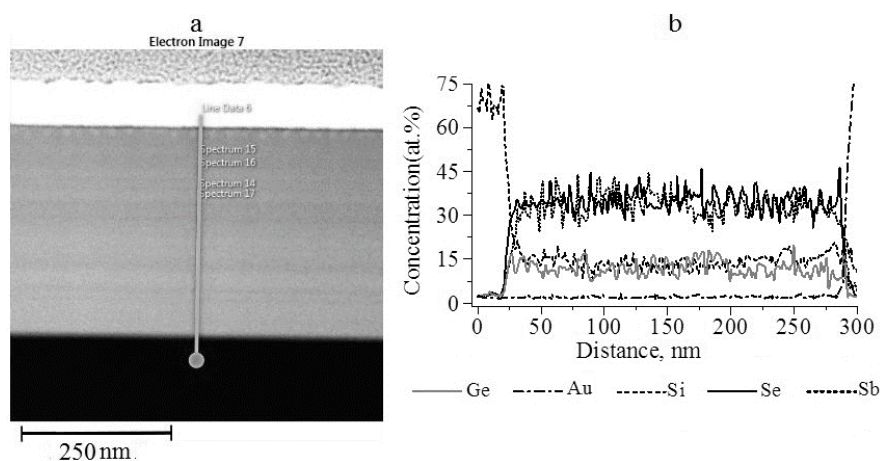 a
Electron Image 7
Line Data 6
Spectrum 15
Spectrum 16
Spectrum 14
Spectrum 17
250 nm
b
Concentration(at.%)
75
60
45
30
15
0
0 50 100 150 200 250 300
Distance, nm
Ge Au Si Se Sb